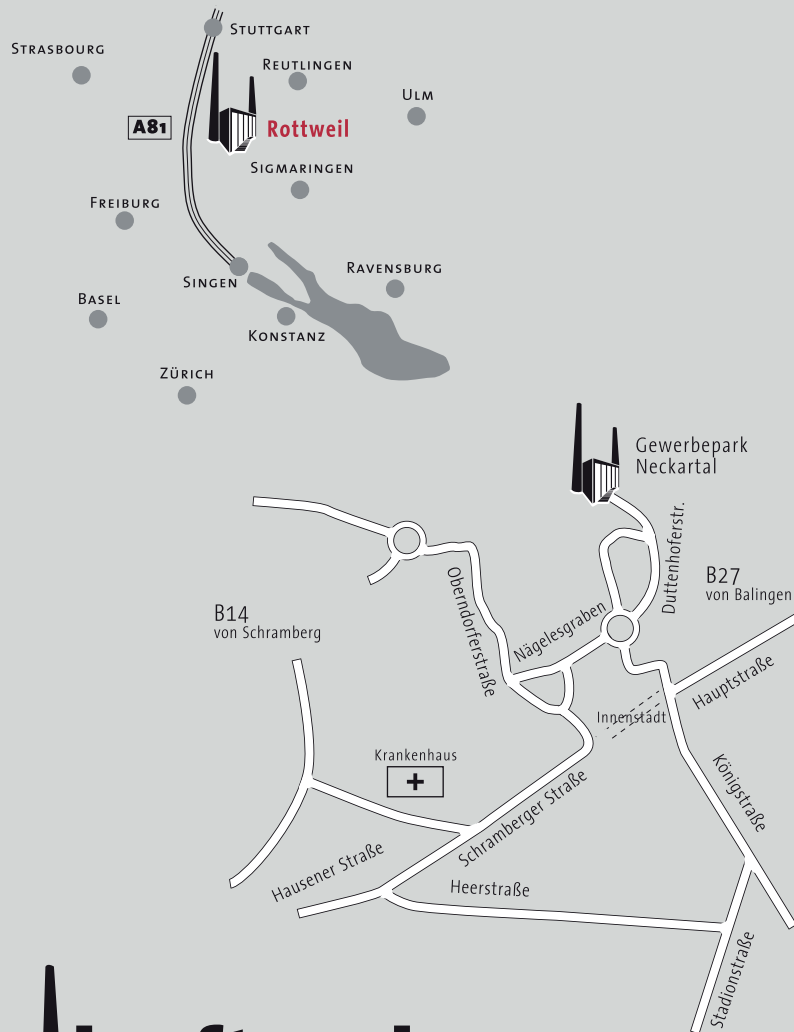 STUTTGART
STRASBOURG
REUTLINGEN
ULM
A81
Rottweil
SIGMARINGEN
FREIBURG
RAVENSBURG
SINGEN
BASEL
KONSTANZ
ZÜRICH
Gewerbepark
Neckartal
Duttenhoferstr.
B27
von Balingen
Oberndorferstraße
B14
von Schramberg
Nägelesgraben
Hauptstraße
Innenstadt
Krankenhaus
+
Königstraße
Schramberger Straße
Hausener Straße
Heerstraße
Stadionstraße